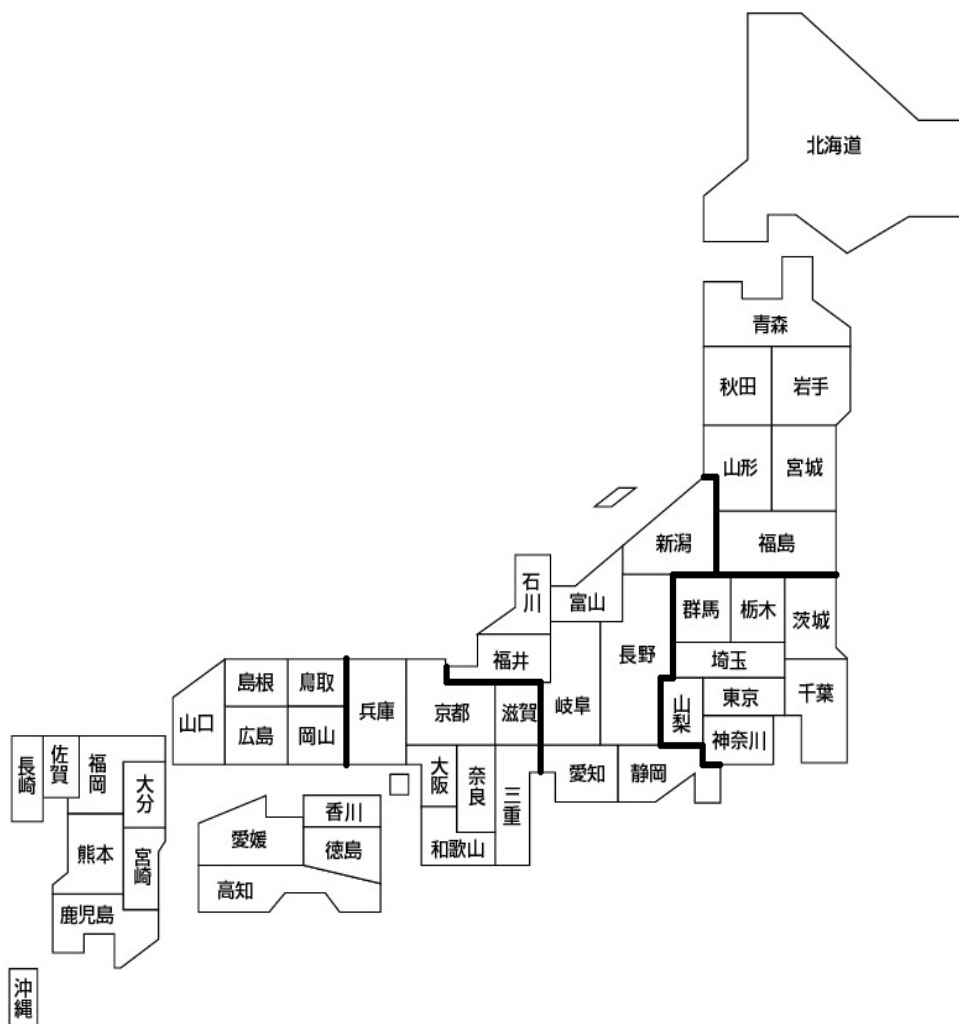 北海道
青森
秋田
岩手
山形
宮城
新潟
福島
石川
富山
群馬
栃木
茨城
福井
長野
埼玉
島根
鳥取
兵庫
京都
滋賀
岐阜
山梨
東京
千葉
山口
広島
岡山
神奈川
長崎
佐賀
福岡
大分
大阪
奈良
三重
愛知
静岡
香川
愛媛
徳島
和歌山
熊本
宮崎
高知
鹿児島
沖縄